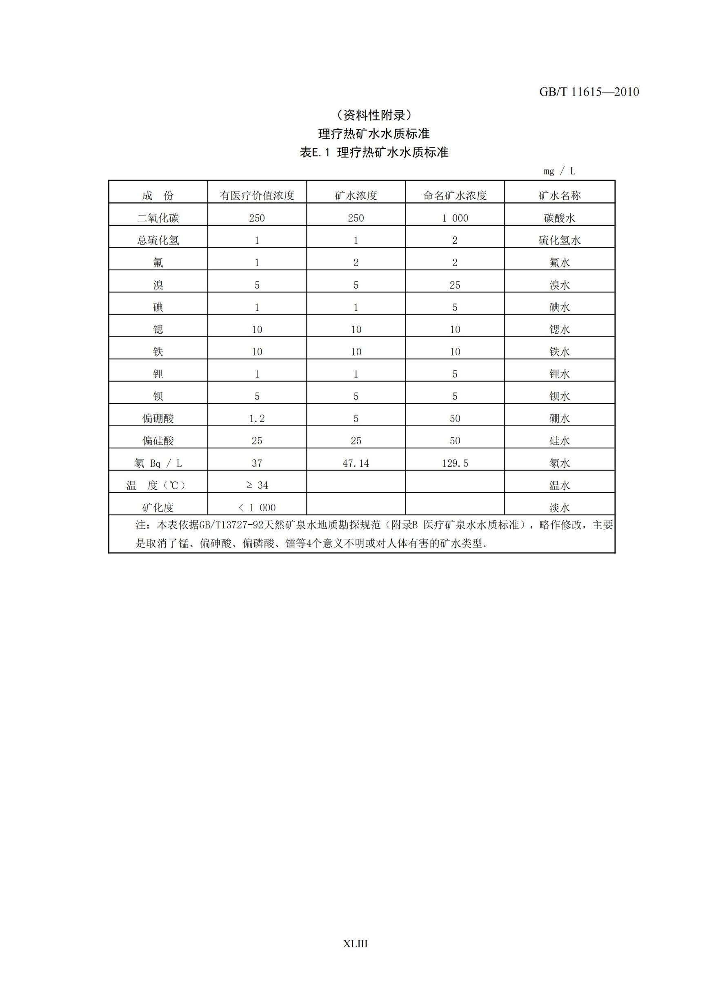 GB/T 11615—2010
（资料性附录）
理疗热矿水水质标准
表E.1 理疗热矿水水质标准
mg / L
成 份 有医疗价值浓度 矿水浓度 命名矿水浓度 矿水名称
二氧化碳 250 250 1 000 碳酸水
总硫化氢 1 1 2 硫化氢水
氟 1 2 2 氟水
溴 5 5 25 溴水
碘 1 1 5 碘水
锶 10 10 10 锶水
铁 10 10 10 铁水
锂 1 1 5 锂水
钡 5 5 5 钡水
偏硼酸 1.2 5 50 硼水
偏硅酸 25 25 50 硅水
氡 Bq / L 37 47.14 129.5 氡水
温 度（℃） ≥ 34 温水
矿化度 < 1 000 淡水
注：本表依据GB/T13727-92天然矿泉水地质勘探规范（附录B 医疗矿泉水水质标准），略作修改，主要
是取消了锰、偏砷酸、偏磷酸、镭等4个意义不明或对人体有害的矿水类型。
XLIII